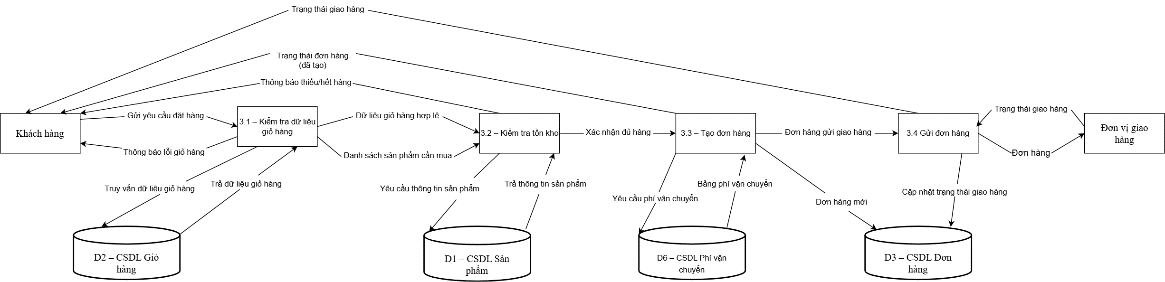 Trạng thái giao hàng
Trạng thái đơn hàng
(đã tạo)
Thông báo thiếu/hết hàng
Khách hàng
Gửi yêu cầu đặt hàng
3.1 – Kiểm tra dữ liệu
giỏ hàng
Dữ liệu giỏ hàng hợp lệ
3.2 – Kiểm tra tồn kho
Xác nhận đủ hàng
3.3 – Tạo đơn hàng
Đơn hàng gửi giao hàng
3.4 Gửi đơn hàng
Trạng thái giao hàng
Đơn vị giao
hàng
Thông báo lỗi giỏ hàng
Danh sách sản phẩm cần mua
Đơn hàng
Truy vấn dữ liệu giỏ hàng
Trả dữ liệu giỏ hàng
Yêu cầu thông tin sản phẩm
Trả thông tin sản phẩm
Yêu cầu phí vận chuyển
Bảng phí vận chuyển
Đơn hàng mới
Cập nhật trạng thái giao hàng
D2 – CSDL Giỏ
hàng
D1 – CSDL Sản
phẩm
D6 – CSDL Phí vận
chuyển
D3 – CSDL Đơn
hàng